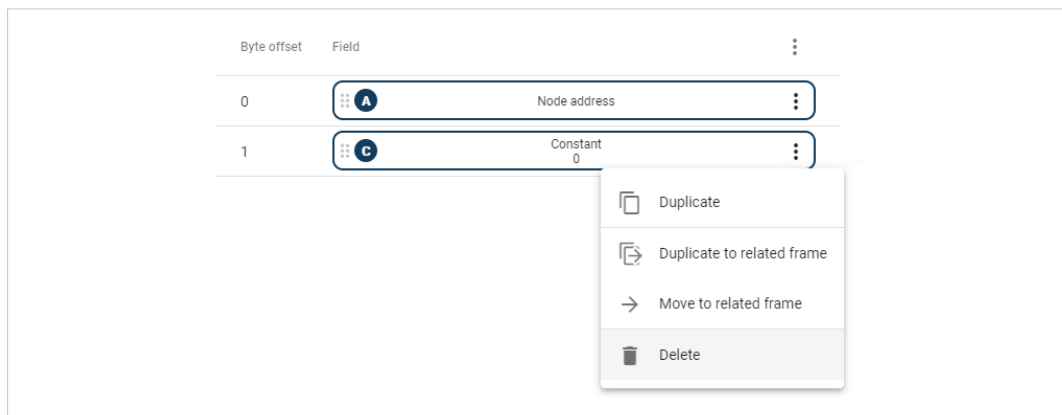 Byte offset Field
0 A Node address
1 C Constant
0
Duplicate
Duplicate to related frame
Move to related frame
Delete